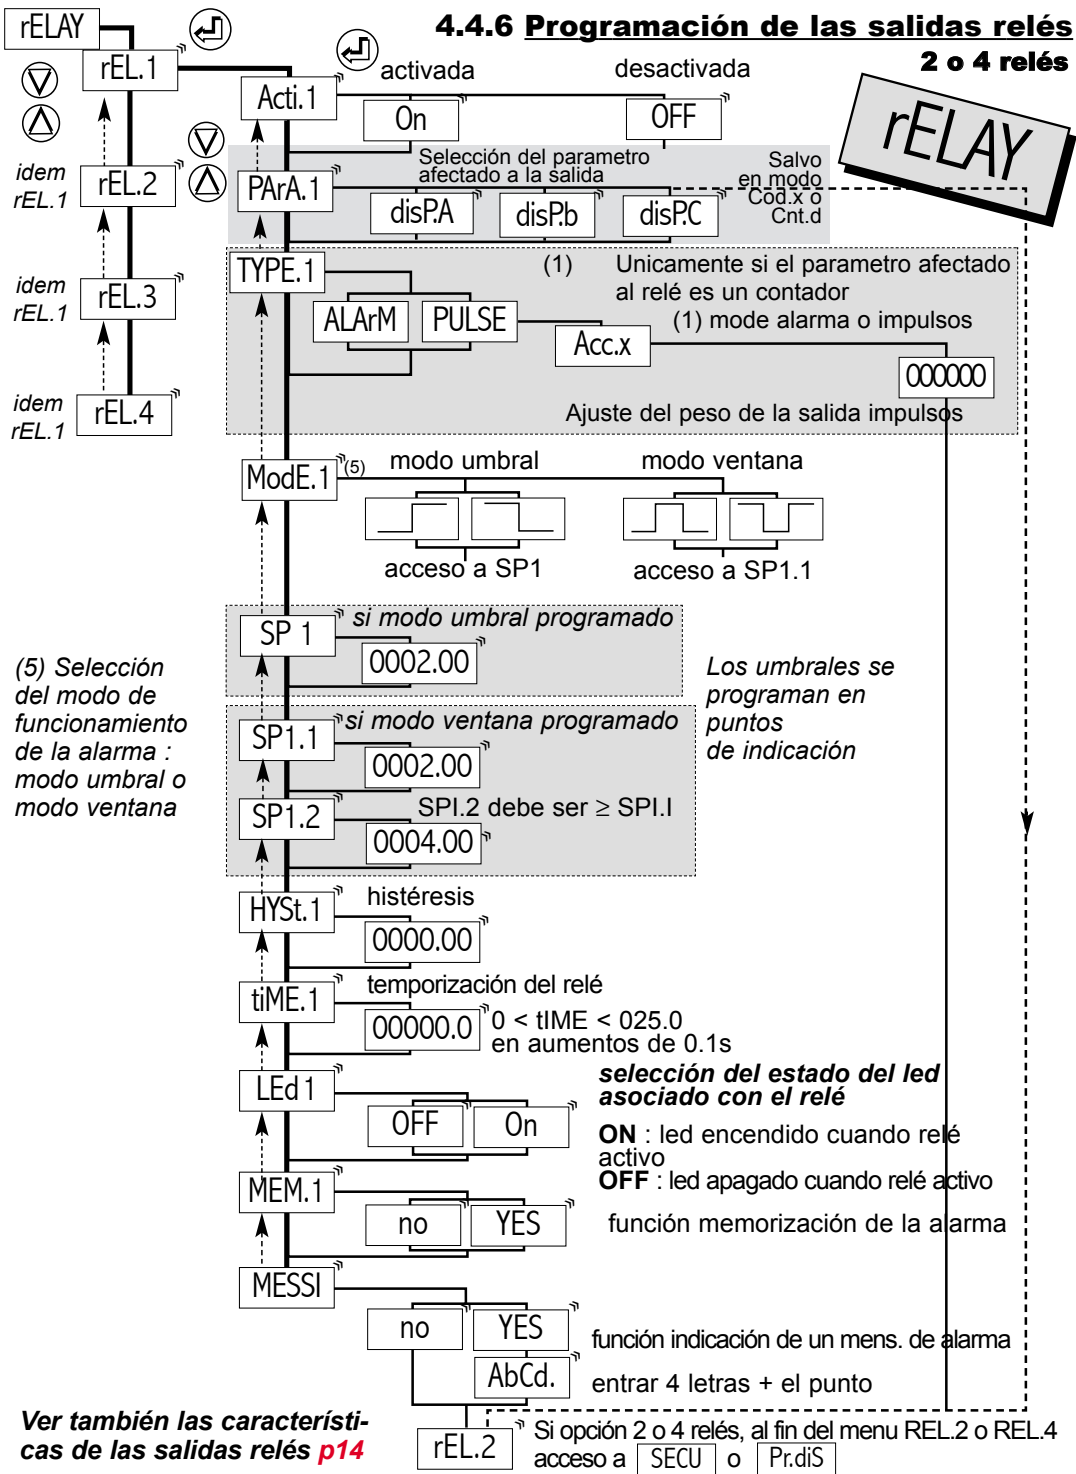 rELAY
4.4.6 Programación de las salidas relés
2 o 4 relés
rELAY
rEL.1
activada
desactivada
Acti.1
On
OFF
idem
rEL.1
rEL.2
Selección del parametro
afectado a la salida
Salvo
en modo
Cod.x o
Cnt.d
PArA.1
disP.A
disP.b
disP.C
TYPE.1
(1) Unicamente si el parametro afectado
al relé es un contador
idem
rEL.1
rEL.3
ALArM
PULSE
(1) mode alarma o impulsos
Acc.x
000000
idem
rEL.1
rEL.4
Ajuste del peso de la salida impulsos
ModE.1
(5)
modo umbral
modo ventana
acceso a SP1
acceso a SP1.1
SP 1
si modo umbral programado
0002.00
(5) Selección
del modo de
funcionamiento
de la alarma :
modo umbral o
modo ventana
Los umbrales se
programan en
puntos
de indicación
SP1.1
si modo ventana programado
0002.00
SP1.2
SPI.2 debe ser ≥ SPI.I
0004.00
HYSt.1
histéresis
0000.00
tiME.1
temporización del relé
00000.0
0 < tIME < 025.0
en aumentos de 0.1s
LEd 1
OFF
On
selección del estado del led
asociado con el relé
ON : led encendido cuando relé
activo
OFF : led apagado cuando relé activo
MEM.1
no
YES
función memorización de la alarma
MESSI
no
YES
función indicación de un mens. de alarma
AbCd.
entrar 4 letras + el punto
Ver también las característi-
cas de las salidas relés p14
rEL.2
Si opción 2 o 4 relés, al fin del menu REL.2 o REL.4
acceso a SECU o Pr.diS